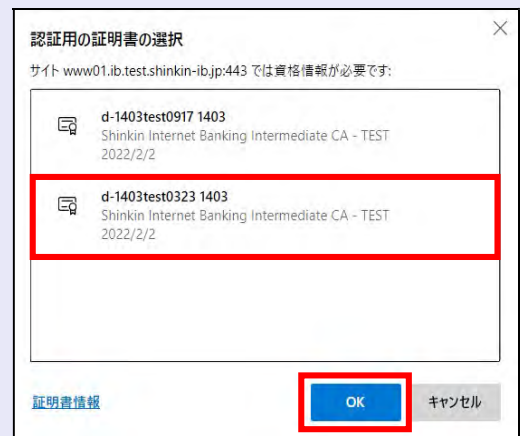 認証用の証明書の選択
サイト www01.ib.test.shinkin-ib.jp:443 では資格情報が必要です:
d-1403test0917 1403
Shinkin Internet Banking Intermediate CA - TEST
2022/2/2
d-1403test0323 1403
Shinkin Internet Banking Intermediate CA - TEST
2022/2/2
証明書情報
OK
キャンセル